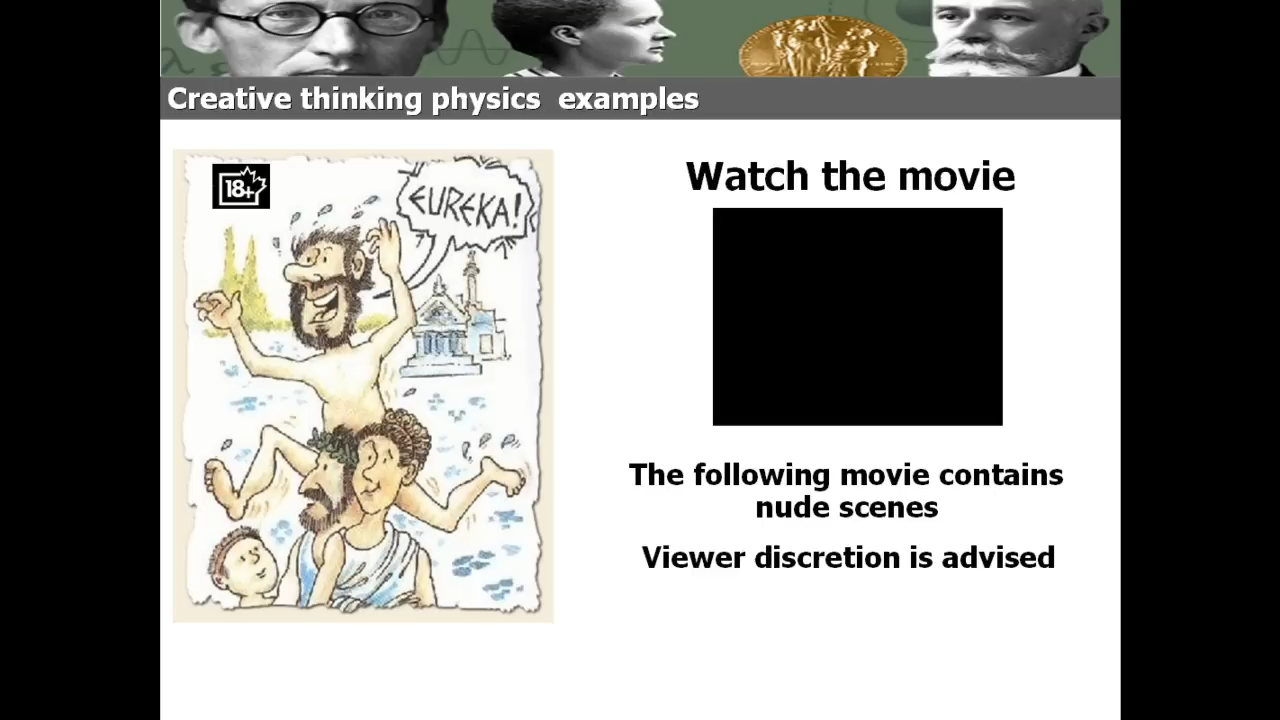 Creative thinking physics examples
18+
EUREKA!
Watch the movie
The following movie contains
nude scenes
Viewer discretion is advised